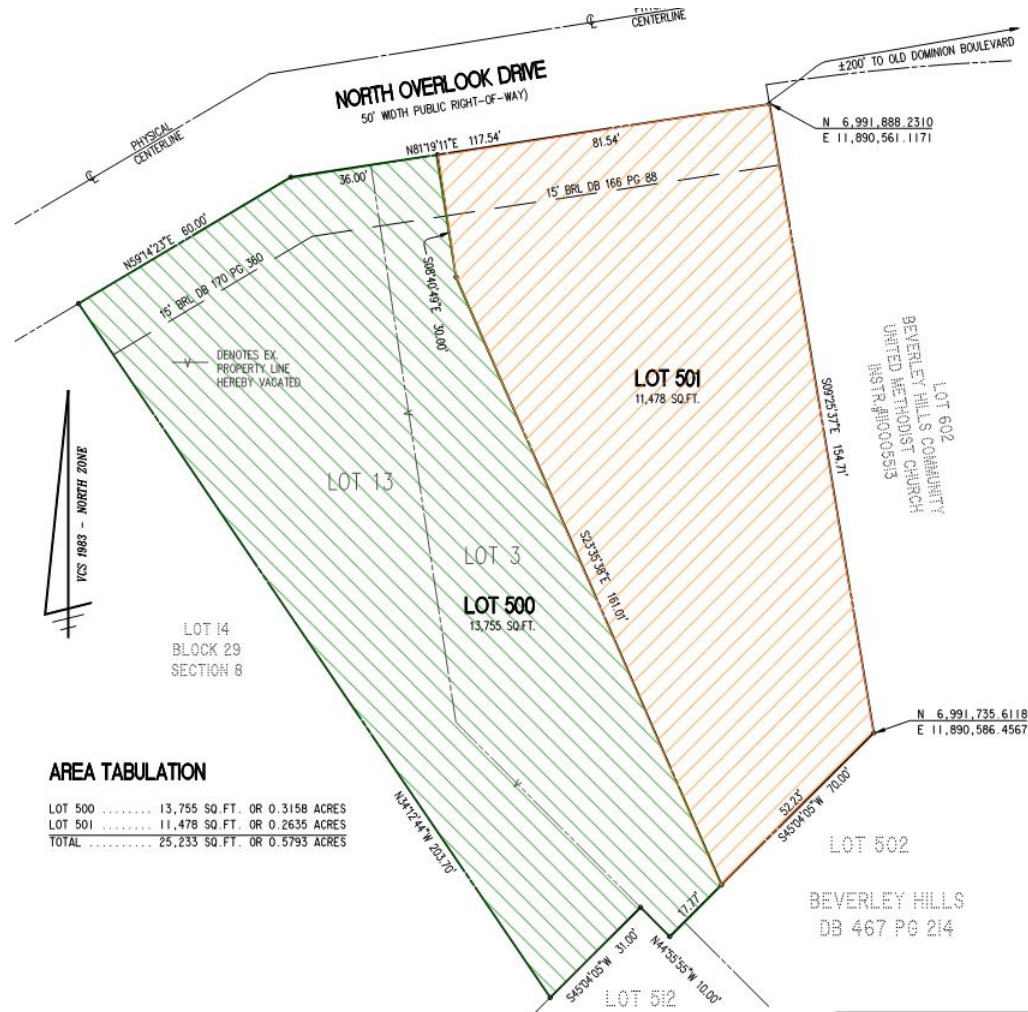 ℄
CENTERLINE
±200' TO OLD DOMINION BOULEVARD
NORTH OVERLOOK DRIVE
50' WIDTH PUBLIC RIGHT-OF-WAY)
℄
PHYSICAL
CENTERLINE
N 6,991,888.2310
E 11,890,561.1171
N81°19'11"E 117.54'
81.54'
36.00'
15' BRL DB 166 PG 88
N59°14'23"E 60.00'
15' BRL DB 170 PG 360
S08°40'49"E 30.00'
DENOTES EX.
PROPERTY LINE
HEREBY VACATED
V
V
LOT 501
11,478 SQ.FT.
LOT 602
BEVERLEY HILLS COMMUNITY
UNITED METHODIST CHURCH
S09°25'37"E 154.71'
VCS 1983 - NORTH ZONE
LOT 13
LOT 3
S23°35'38"E 161.01'
LOT 500
13,755 SQ.FT.
LOT 14
BLOCK 29
SECTION 8
N 6,991,735.6118
E 11,890,586.4567
AREA TABULATION
LOT 500 ........ 13,755 SQ.FT. OR 0.3158 ACRES
LOT 501 ........ 11,478 SQ.FT. OR 0.2635 ACRES
TOTAL .......... 25,233 SQ.FT. OR 0.5793 ACRES
N34°12'44"W 203.70'
V
52.23'
S45°04'05"W 70.00'
LOT 502
BEVERLEY HILLS
DB 467 PG 214
17.77'
N44°55'55"W 10.00'
S45°04'05"W 31.00'
LOT 512